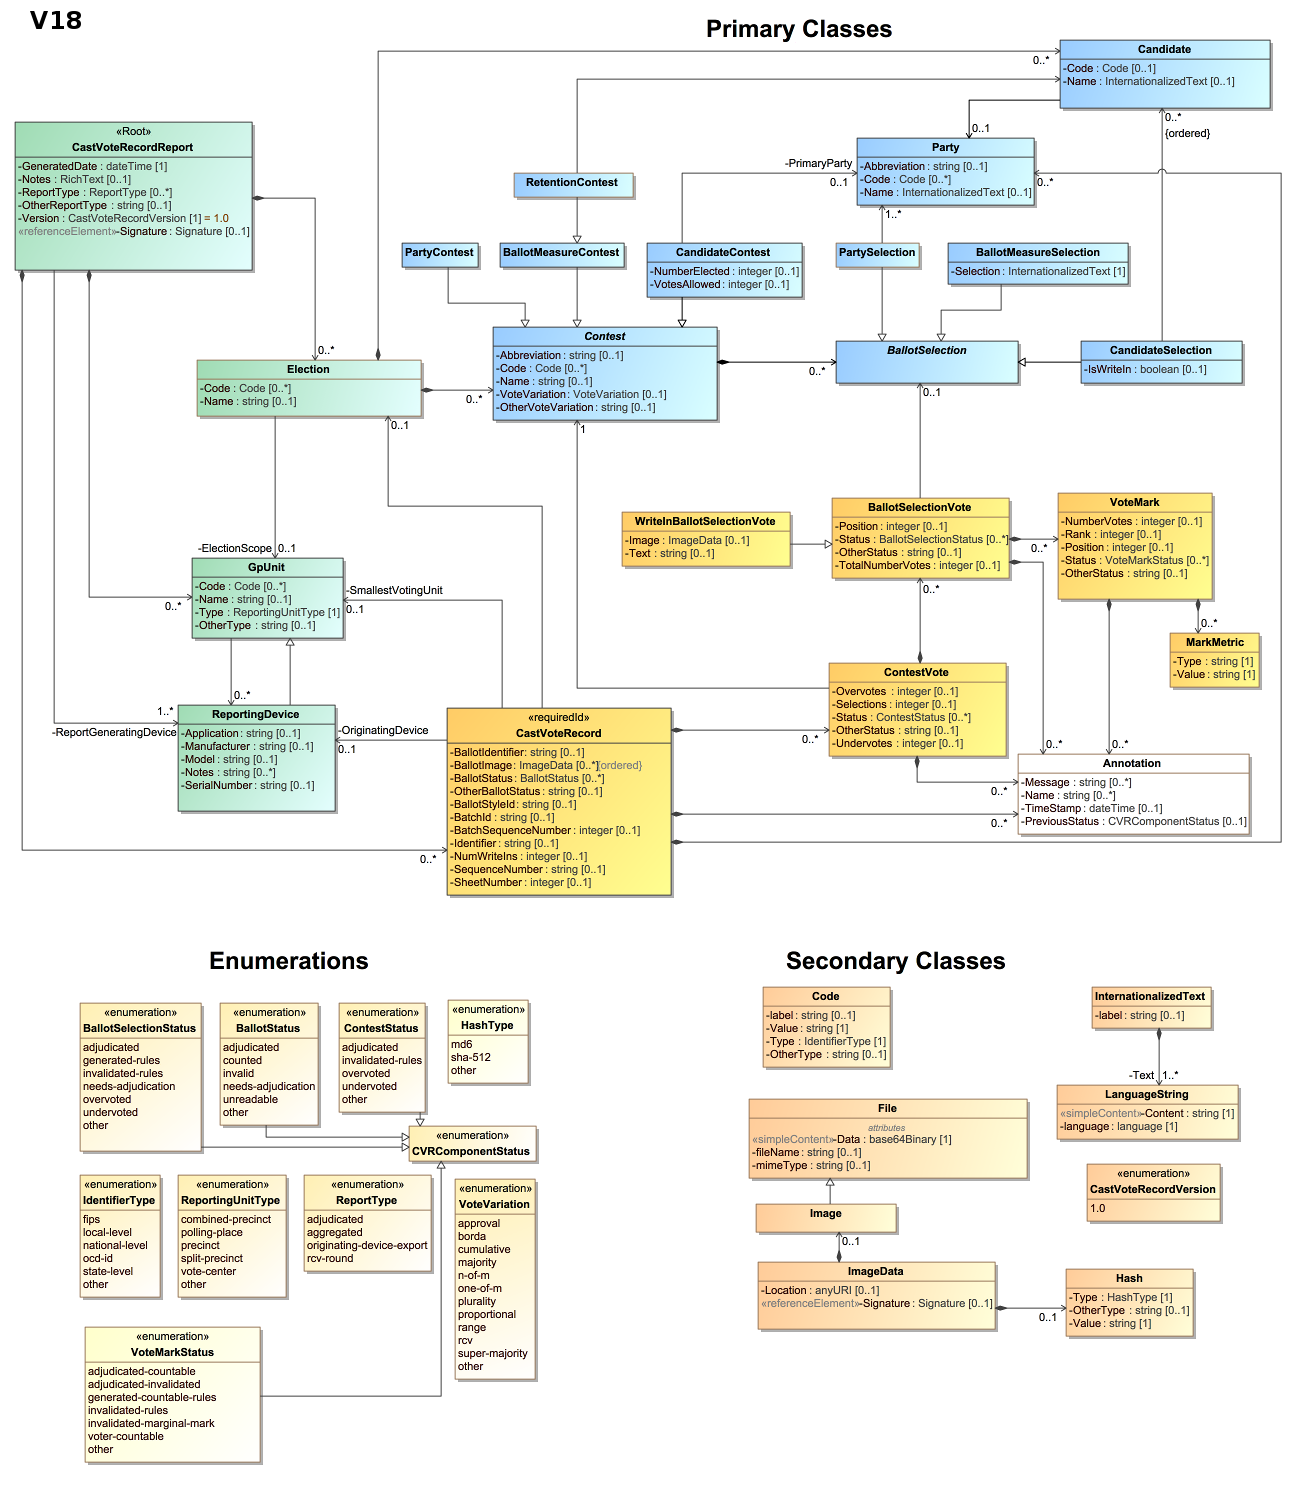 V18
Primary Classes
Candidate
-Code : Code [0..1]
-Name : InternationalizedText [0..1]
0..*
0..*
{ordered}
0..1
«Root»
CastVoteRecordReport
-GeneratedDate : dateTime [1]
-Notes : RichText [0..1]
-ReportType : ReportType [0..*]
-OtherReportType : string [0..1]
-Version : CastVoteRecordVersion [1] = 1.0
«referenceElement»-Signature : Signature [0..1]
Party
-Abbreviation : string [0..1]
-Code : Code [0..*]
-Name : InternationalizedText [0..1]
-PrimaryParty
0..1
0..*
1..*
RetentionContest
PartyContest
BallotMeasureContest
CandidateContest
-NumberElected : integer [0..1]
-VotesAllowed : integer [0..1]
PartySelection
BallotMeasureSelection
-Selection : InternationalizedText [1]
0..*
Contest
-Abbreviation : string [0..1]
-Code : Code [0..*]
-Name : string [0..1]
-VoteVariation : VoteVariation [0..1]
-OtherVoteVariation : string [0..1]
BallotSelection
CandidateSelection
-IsWriteIn : boolean [0..1]
Election
-Code : Code [0..*]
-Name : string [0..1]
0..*
0..*
0..1
0..1
1
BallotSelectionVote
-Position : integer [0..1]
-Status : BallotSelectionStatus [0..*]
-OtherStatus : string [0..1]
-TotalNumberVotes : integer [0..1]
VoteMark
-NumberVotes : integer [0..1]
-Rank : integer [0..1]
-Position : integer [0..1]
-Status : VoteMarkStatus [0..*]
-OtherStatus : string [0..1]
WriteInBallotSelectionVote
-Image : ImageData [0..1]
-Text : string [0..1]
0..*
0..*
-ElectionScope
0..1
GpUnit
-Code : Code [0..*]
-Name : string [0..1]
-Type : ReportingUnitType [1]
-OtherType : string [0..1]
0..*
-SmallestVotingUnit
0..1
0..*
MarkMetric
-Type : string [1]
-Value : string [1]
ContestVote
-Overvotes : integer [0..1]
-Selections : integer [0..1]
-Status : ContestStatus [0..*]
-OtherStatus : string [0..1]
-Undervotes : integer [0..1]
0..*
1..*
-ReportGeneratingDevice
ReportingDevice
-Application : string [0..1]
-Manufacturer : string [0..1]
-Model : string [0..1]
-Notes : string [0..*]
-SerialNumber : string [0..1]
-OriginatingDevice
0..1
«requiredId»
CastVoteRecord
-BallotIdentifier: string [0..1]
-BallotImage: ImageData [0..*]{ordered}
-BallotStatus: BallotStatus [0..*]
-OtherBallotStatus: string [0..1]
-BallotStyleId: string [0..1]
-BatchId : string [0..1]
-BatchSequenceNumber : integer [0..1]
-Identifier : string [0..1]
-NumWriteIns : integer [0..1]
-SequenceNumber : string [0..1]
-SheetNumber : integer [0..1]
0..*
0..*
0..*
0..*
0..*
0..*
Annotation
-Message : string [0..*]
-Name : string [0..*]
-TimeStamp : dateTime [0..1]
-PreviousStatus : CVRComponentStatus [0..1]
Enumerations
«enumeration»
BallotSelectionStatus
adjudicated
generated-rules
invalidated-rules
needs-adjudication
overvoted
undervoted
other
«enumeration»
BallotStatus
adjudicated
counted
invalid
needs-adjudication
unreadable
other
«enumeration»
ContestStatus
adjudicated
invalidated-rules
overvoted
undervoted
other
«enumeration»
HashType
md6
sha-512
other
«enumeration»
CVRComponentStatus
«enumeration»
IdentifierType
fips
local-level
national-level
ocd-id
state-level
other
«enumeration»
ReportingUnitType
combined-precinct
polling-place
precinct
split-precinct
vote-center
other
«enumeration»
ReportType
adjudicated
aggregated
originating-device-export
rcv-round
«enumeration»
VoteVariation
approval
borda
cumulative
majority
n-of-m
one-of-m
plurality
proportional
range
rcv
super-majority
other
«enumeration»
VoteMarkStatus
adjudicated-countable
adjudicated-invalidated
generated-countable-rules
invalidated-rules
invalidated-marginal-mark
voter-countable
other
Secondary Classes
Code
-label : string [0..1]
-Value : string [1]
-Type : IdentifierType [1]
-OtherType : string [0..1]
InternationalizedText
-label : string [0..1]
-Text
1..*
LanguageString
«simpleContent»-Content : string [1]
-language : language [1]
File
attributes
«simpleContent»-Data : base64Binary [1]
-fileName : string [0..1]
-mimeType : string [0..1]
«enumeration»
CastVoteRecordVersion
1.0
Image
0..1
ImageData
-Location : anyURI [0..1]
«referenceElement»-Signature : Signature [0..1]
0..1
Hash
-Type : HashType [1]
-OtherType : string [0..1]
-Value : string [1]